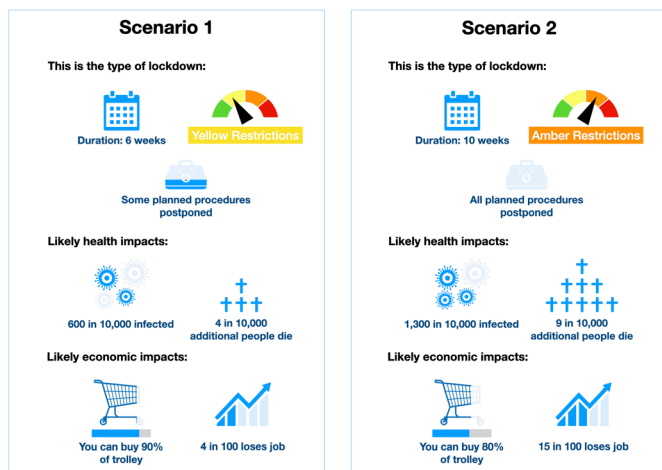 Scenario 1
This is the type of lockdown:
Duration: 6 weeks
Yellow Restrictions
Some planned procedures
postponed
Likely health impacts:
600 in 10,000 infected
4 in 10,000
additional people die
Likely economic impacts:
You can buy 90%
of trolley
4 in 100 loses job
Scenario 2
This is the type of lockdown:
Duration: 10 weeks
Amber Restrictions
All planned procedures
postponed
Likely health impacts:
1,300 in 10,000 infected
9 in 10,000
additional people die
Likely economic impacts:
You can buy 80%
of trolley
15 in 100 loses job